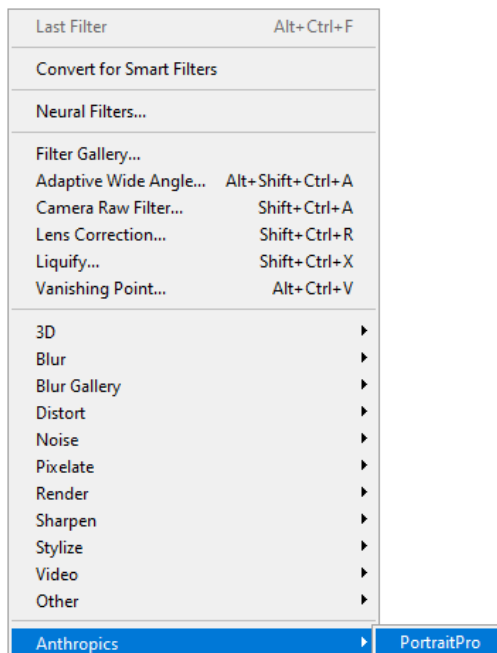 Last Filter Alt+Ctrl+F
Convert for Smart Filters
Neural Filters...
Filter Gallery...
Adaptive Wide Angle... Alt+Shift+Ctrl+A
Camera Raw Filter... Shift+Ctrl+A
Lens Correction... Shift+Ctrl+R
Liquify... Shift+Ctrl+X
Vanishing Point... Alt+Ctrl+V
3D
Blur
Blur Gallery
Distort
Noise
Pixelate
Render
Sharpen
Stylize
Video
Other
Anthropics PortraitPro